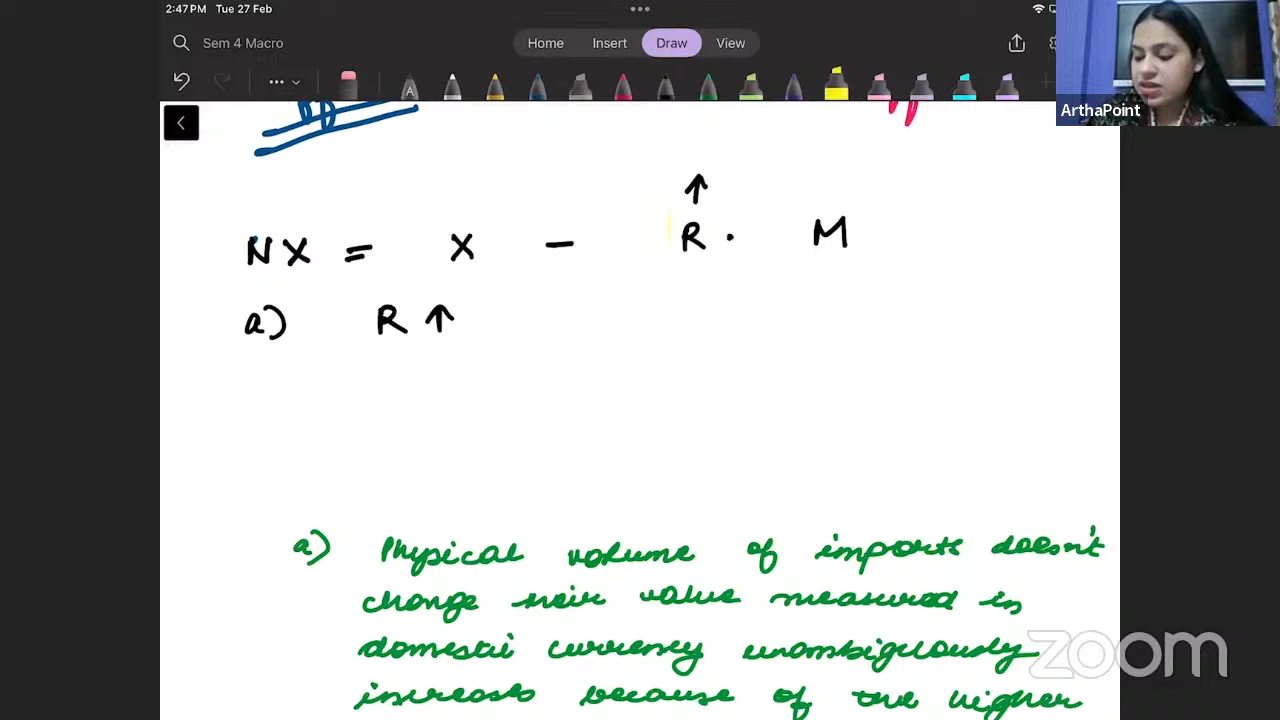 2:47 PM Tue 27 Feb
Sem 4 Macro
Home Insert Draw View
A
ArthaPoint
↑
NX = X - R . M
a) R ↑
a) Physical volume of imports doesn't
change their value measured in
domestic currency unambiguously
increases because of the higher
zoom